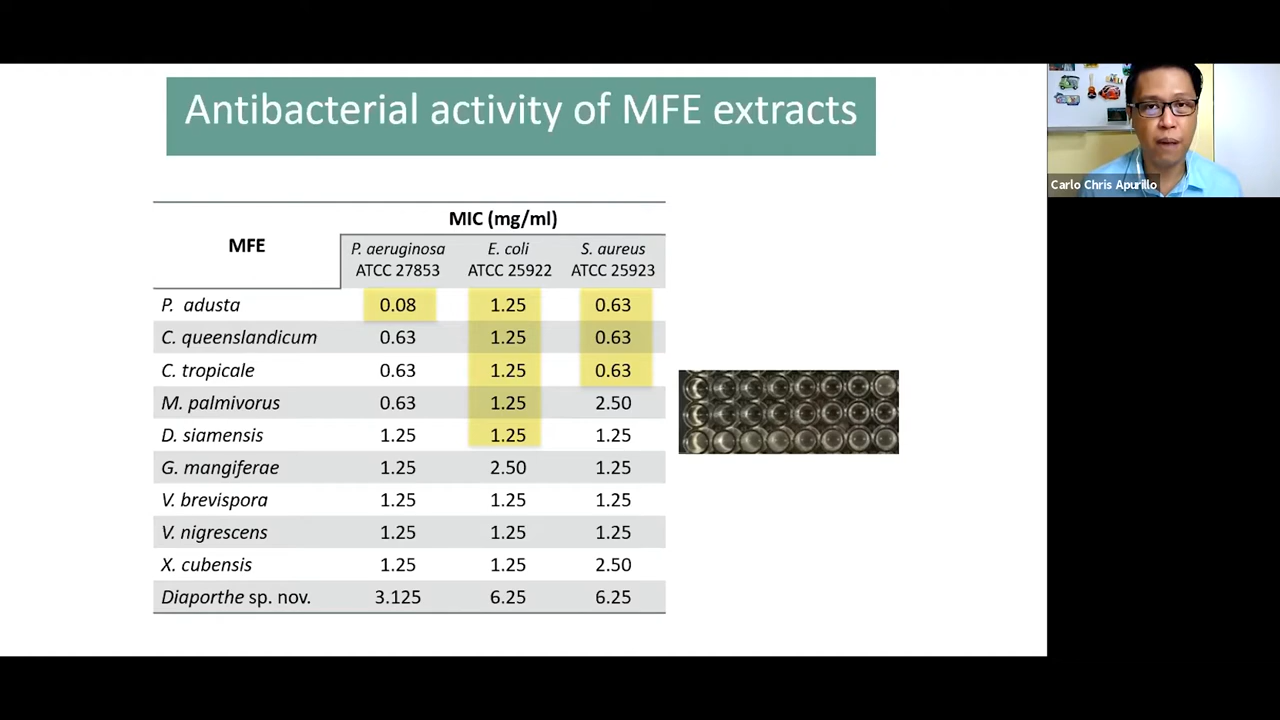 Antibacterial activity of MFE extracts
Carlo Chris Apurillo
MFE
MIC (mg/ml)
P. aeruginosa ATCC 27853
E. coli ATCC 25922
S. aureus ATCC 25923
P. adusta 0.08 1.25 0.63
C. queenslandicum 0.63 1.25 0.63
C. tropicale 0.63 1.25 0.63
M. palmivorus 0.63 1.25 2.50
D. siamensis 1.25 1.25 1.25
G. mangiferae 1.25 2.50 1.25
V. brevispora 1.25 1.25 1.25
V. nigrescens 1.25 1.25 1.25
X. cubensis 1.25 1.25 2.50
Diaporthe sp. nov. 3.125 6.25 6.25